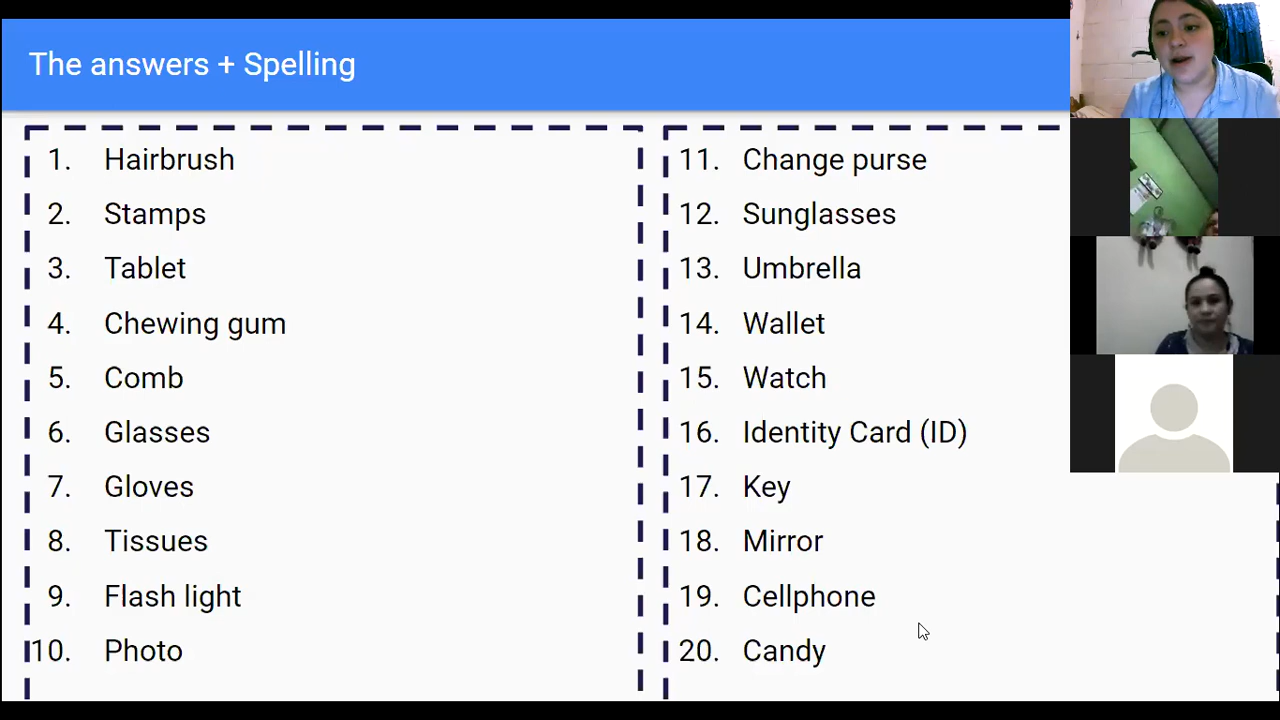 The answers + Spelling
1. Hairbrush
2. Stamps
3. Tablet
4. Chewing gum
5. Comb
6. Glasses
7. Gloves
8. Tissues
9. Flash light
10. Photo
11. Change purse
12. Sunglasses
13. Umbrella
14. Wallet
15. Watch
16. Identity Card (ID)
17. Key
18. Mirror
19. Cellphone
20. Candy